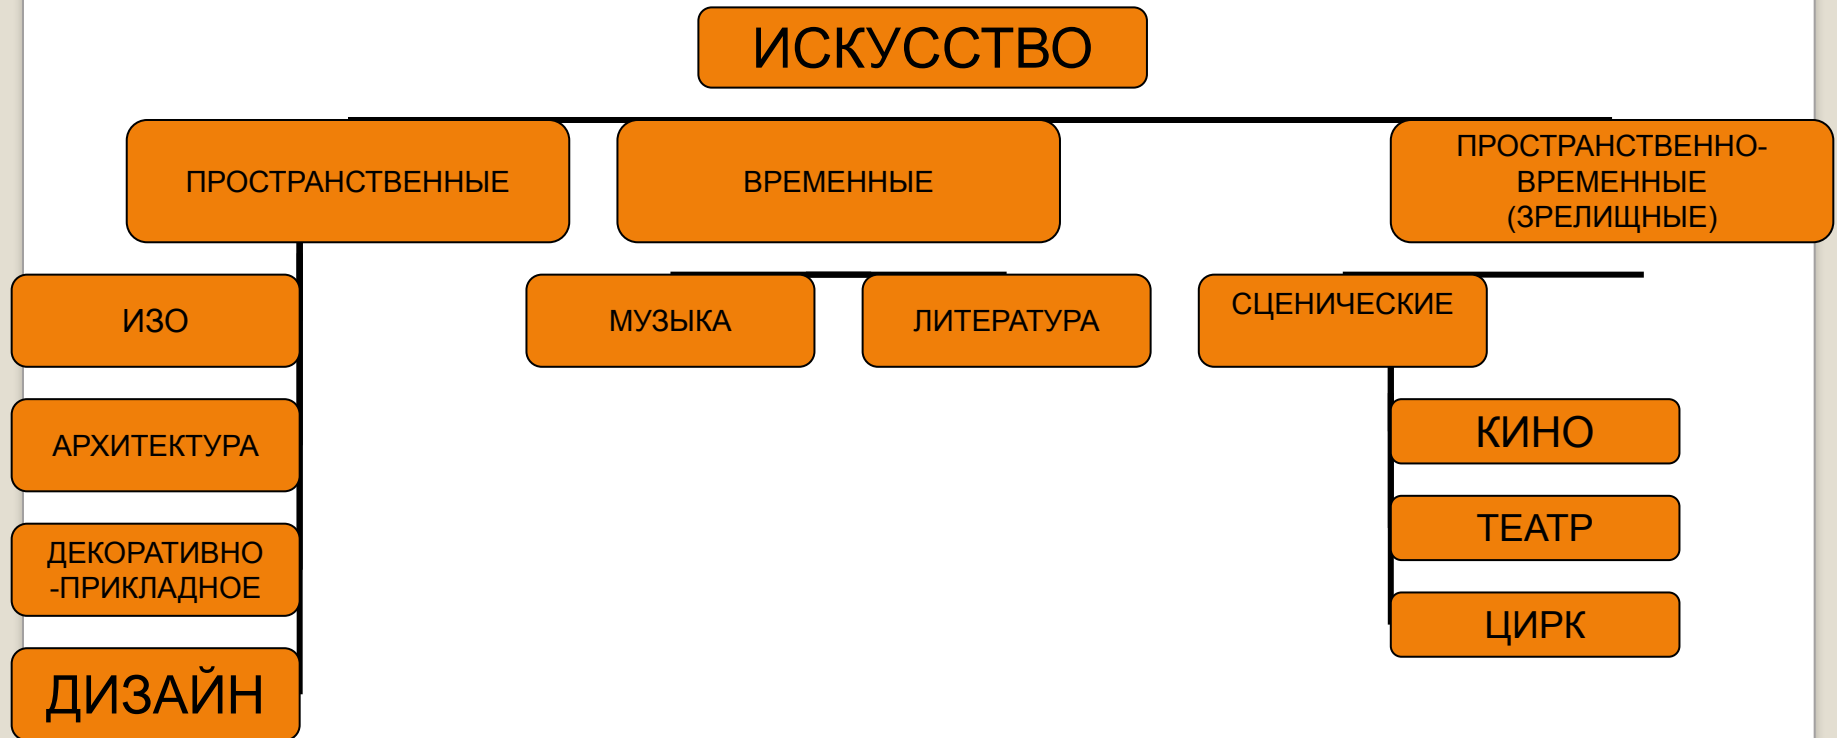 ИСКУССТВО
ПРОСТРАНСТВЕННЫЕ
ВРЕМЕННЫЕ
ПРОСТРАНСТВЕННО-
ВРЕМЕННЫЕ
(ЗРЕЛИЩНЫЕ)
ИЗО
МУЗЫКА
ЛИТЕРАТУРА
СЦЕНИЧЕСКИЕ
АРХИТЕКТУРА
КИНО
ДЕКОРАТИВНО
-ПРИКЛАДНОЕ
ТЕАТР
ЦИРК
ДИЗАЙН